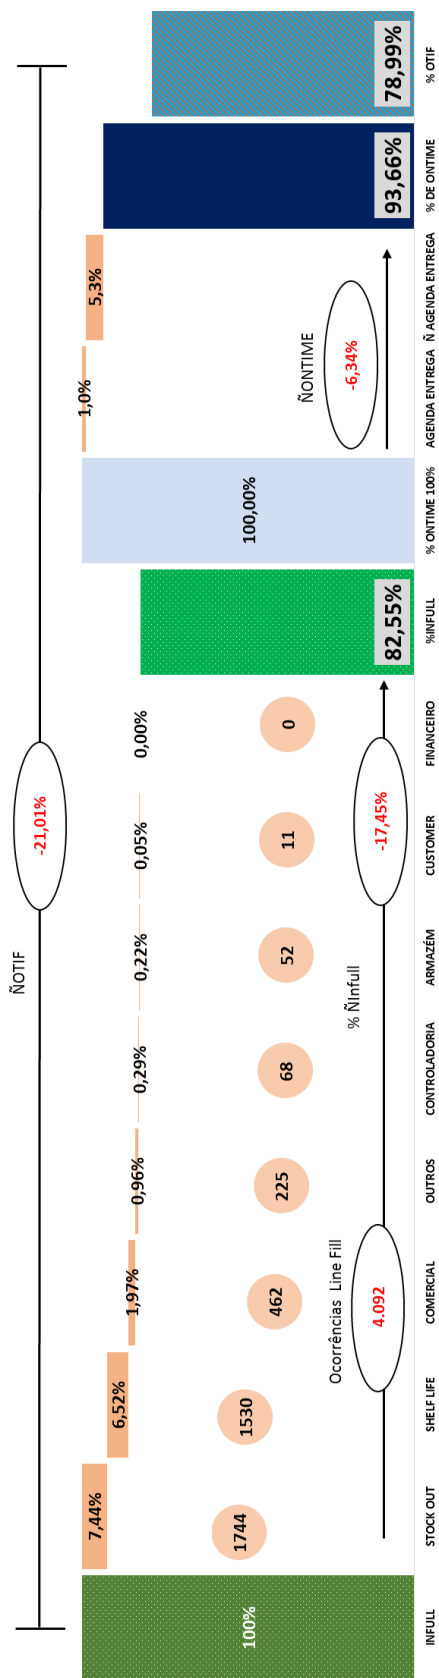 ÑOTIF
-21,01%
100%
7,44%
6,52%
1,97%
0,96%
0,29%
0,22%
0,05%
0,00%
82,55%
100,00%
1,0%
5,3%
93,66%
78,99%
1744
1530
462
225
68
52
11
0
Ocorrências Line Fill
4.092
% ÑInfull
-17,45%
ÑONTIME
-6,34%
INFULL
STOCK OUT
SHELF LIFE
COMERCIAL
OUTROS
CONTROLADORIA
ARMAZÉM
CUSTOMER
FINANCEIRO
%INFULL
% ONTIME 100%
AGENDA ENTREGA
Ñ AGENDA ENTREGA
% DE ONTIME
% OTIF